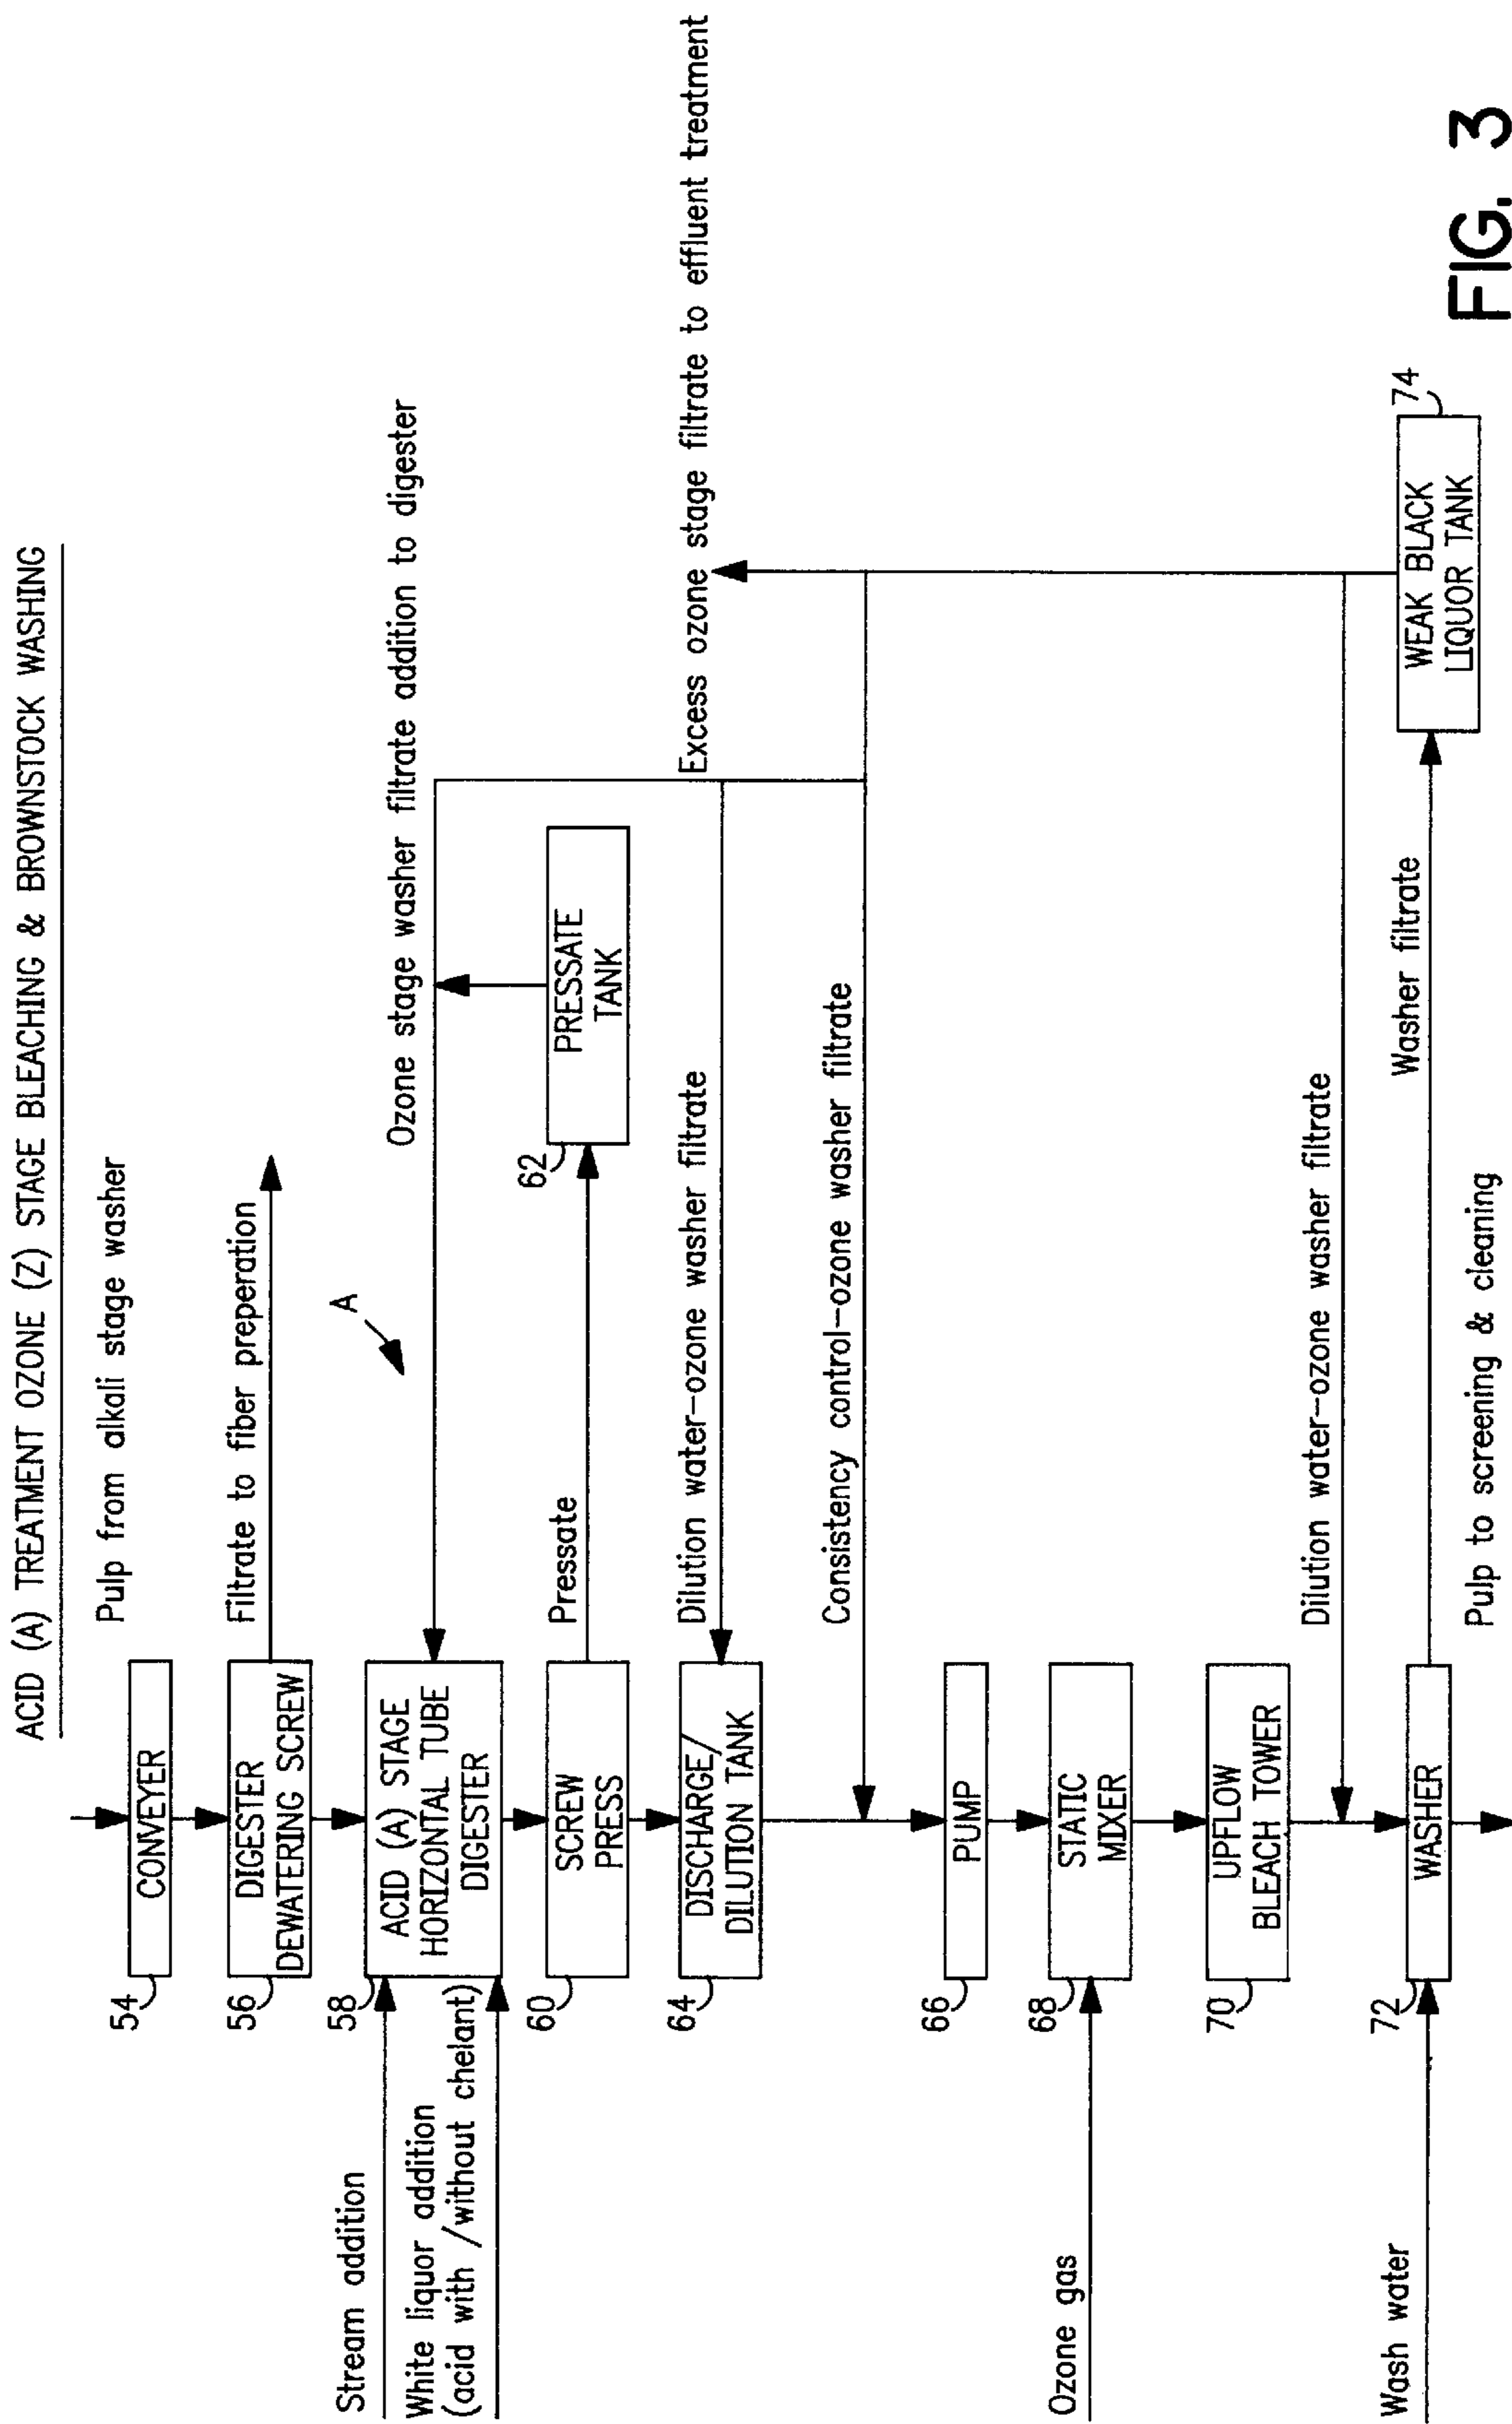 ACID (A) TREATMENT OZONE (Z) STAGE BLEACHING & BROWNSTOCK WASHING
Pulp from alkali stage washer
54
CONVEYER
Filtrate to fiber preperation
56
DIGESTER
DEWATERING SCREW
A
Ozone stage washer filtrate addition to digester
Stream addition
58
ACID (A) STAGE
HORIZONTAL TUBE
DIGESTER
White liquor addition
(acid with /without chelant)
60
SCREW
PRESS
Pressate
62
PRESSATE
TANK
64
DISCHARGE/
DILUTION TANK
Dilution water-ozone washer filtrate
Excess ozone stage filtrate to effluent treatment
Consistency control-ozone washer filtrate
66
PUMP
Ozone gas
68
STATIC
MIXER
70
UPFLOW
BLEACH TOWER
Dilution water-ozone washer filtrate
Wash water
72
WASHER
Washer filtrate
WEAK BLACK
LIQUOR TANK
74
Pulp to screening & cleaning
FIG. 3